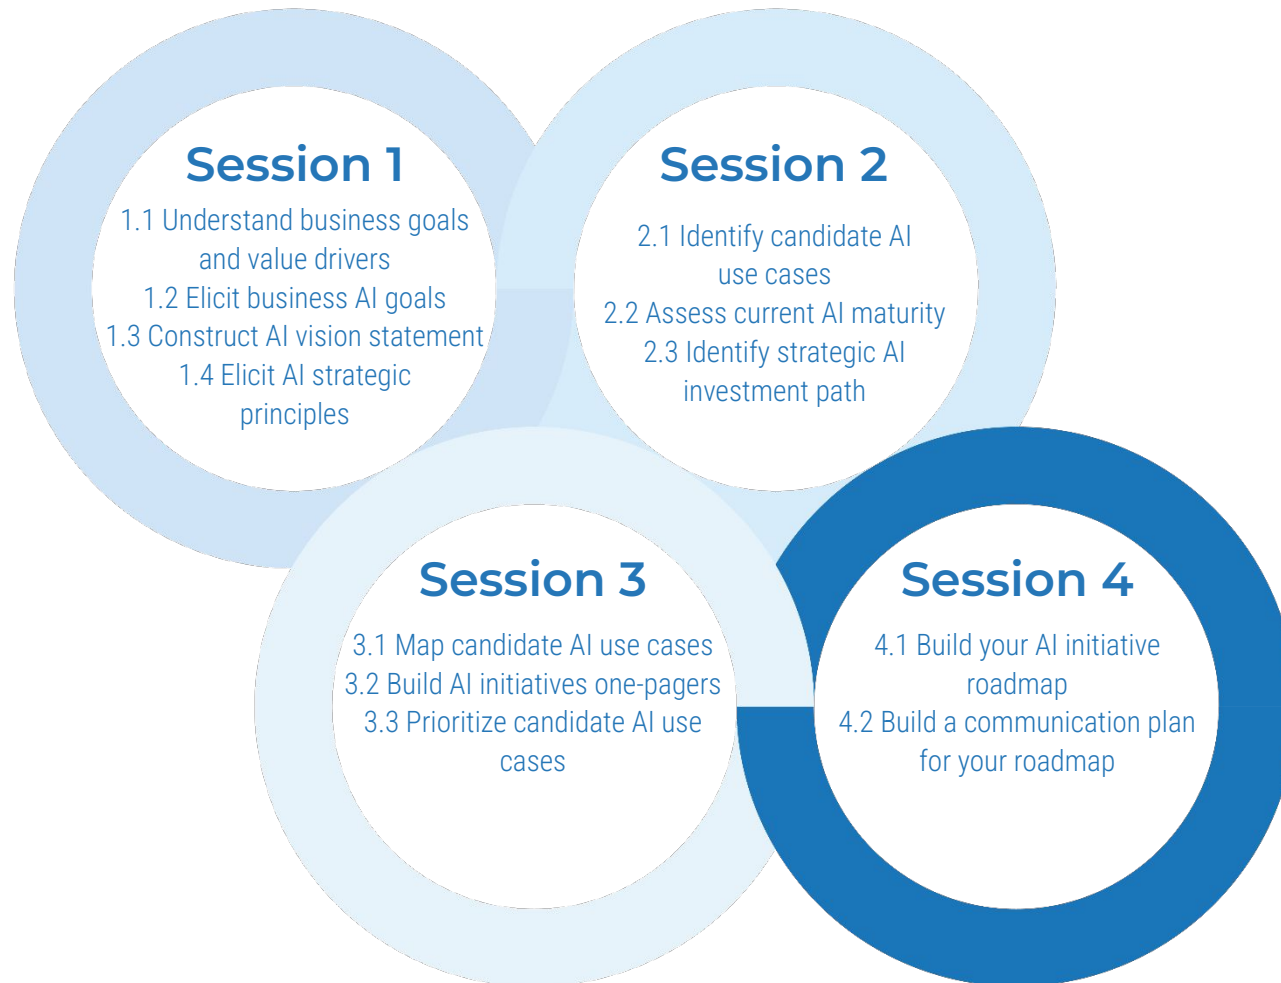 Session 1
1.1 Understand business goals
and value drivers
1.2 Elicit business AI goals
1.3 Construct AI vision statement
1.4 Elicit AI strategic
principles
Session 2
2.1 Identify candidate AI
use cases
2.2 Assess current AI maturity
2.3 Identify strategic AI
investment path
Session 3
3.1 Map candidate AI use cases
3.2 Build AI initiatives one-pagers
3.3 Prioritize candidate AI use
cases
Session 4
4.1 Build your AI initiative
roadmap
4.2 Build a communication plan
for your roadmap